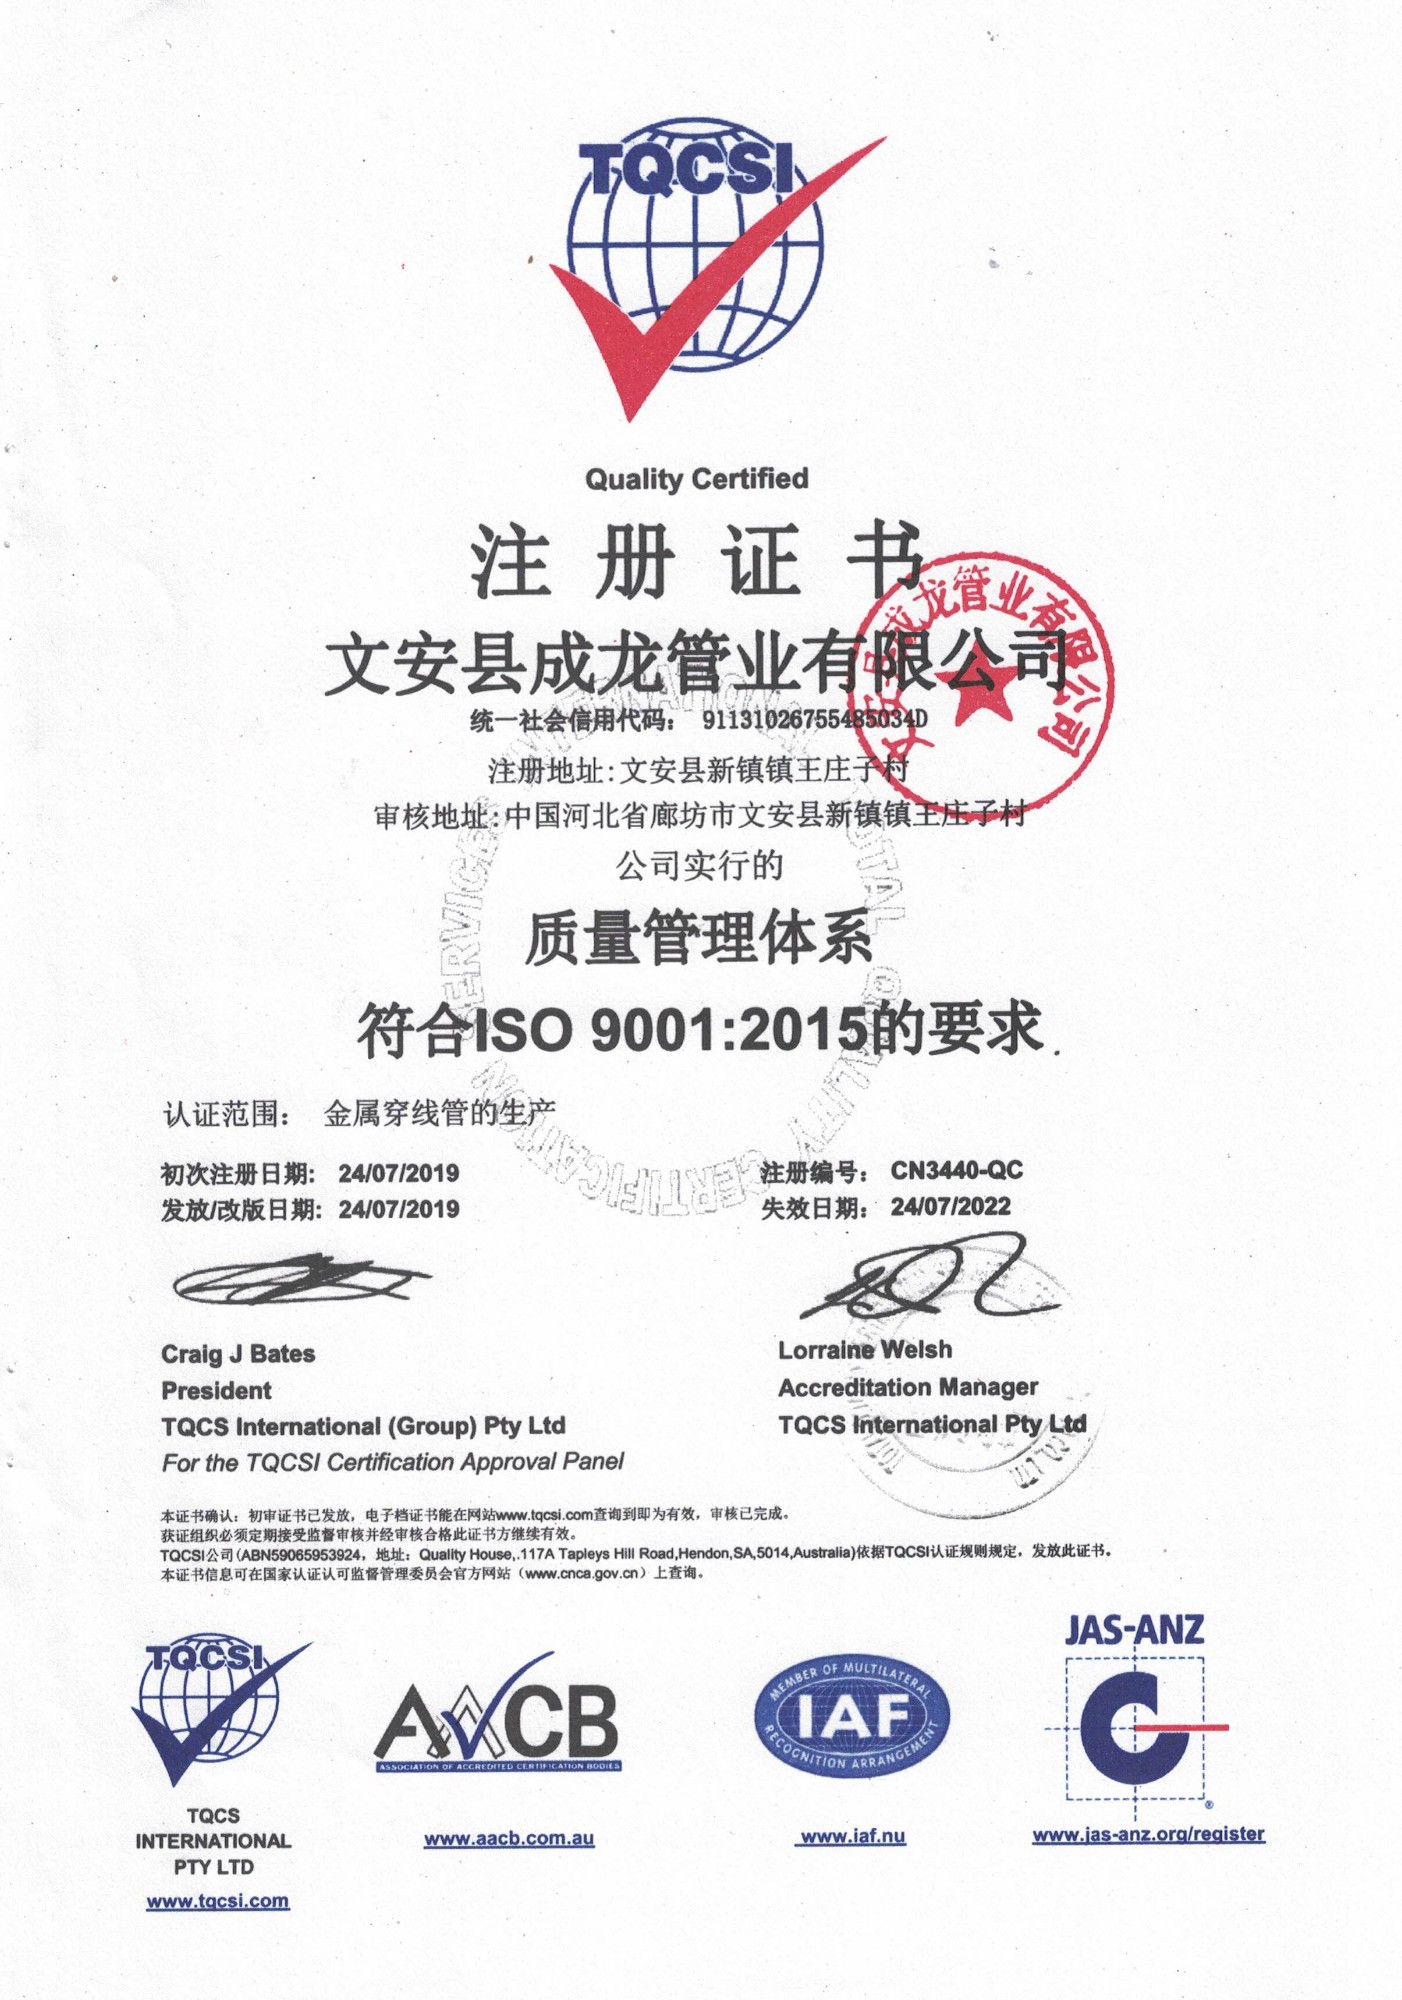 TQCSI
Quality Certified
注册证书
文安县成龙管业有限公司
统一社会信用代码： 91131026755485034D
注册地址:文安县新镇镇王庄子村
审核地址:中国河北省廊坊市文安县新镇镇王庄子村
公司实行的
质量管理体系
符合ISO 9001:2015的要求.
文安县成龙管业有限公司
TOTAL QUALITY CERTIFICATION SERVICES INTERNATIONAL
认证范围： 金属穿线管的生产
初次注册日期: 24/07/2019
注册编号： CN3440-QC
发放/改版日期: 24/07/2019
失效日期： 24/07/2022
Craig J Bates
President
TQCS International (Group) Pty Ltd
For the TQCSI Certification Approval Panel
Lorraine Welsh
Accreditation Manager
TQCS International Pty Ltd
本证书确认：初审证书已发放，电子档证书能在网站www.tqcsi.com查询到即为有效，审核已完成。
获证组织必须定期接受监督审核并经审核合格此证书方继续有效。
TQCSI公司(ABN59065953924，地址：Quality House,.117A Tapleys Hill Road,Hendon,SA,5014,Australia)依据TQCSI认证规则规定，发放此证书。
本证书信息可在国家认证认可监督管理委员会官方网站（www.cnca.gov.cn）上查询。
TQCSI
TQCS
INTERNATIONAL
PTY LTD
www.tqcsi.com
AACB
ASSOCIATION OF ACCREDITED CERTIFICATION BODIES
www.aacb.com.au
MEMBER OF MULTILATERAL
IAF
RECOGNITION ARRANGEMENT
www.iaf.nu
JAS-ANZ
®
www.jas-anz.org/register